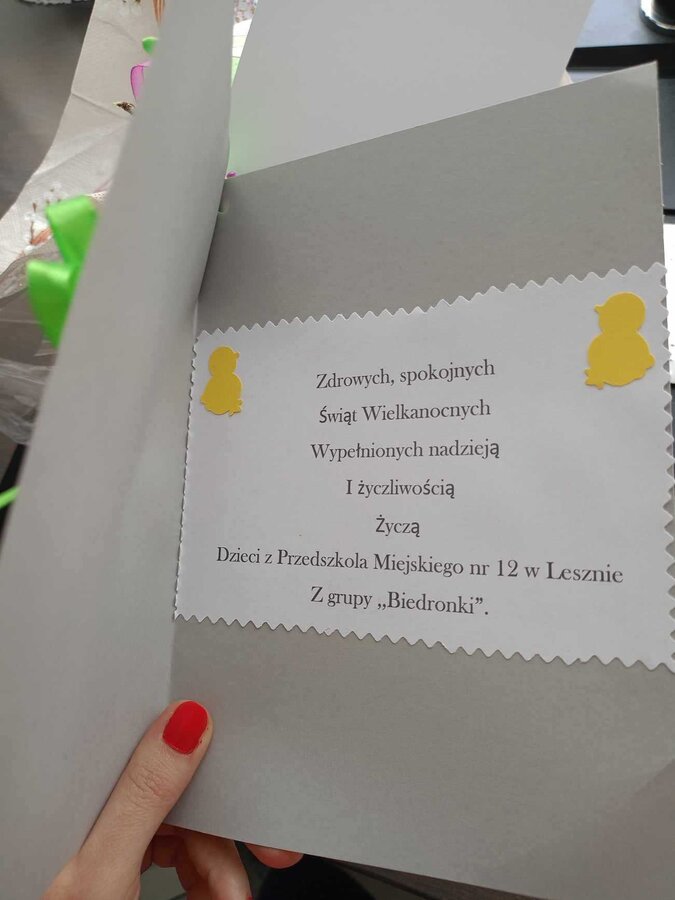 Zdrowych, spokojnych
Świąt Wielkanocnych
Wypełnionych nadzieją
I życzliwością
Życzą
Dzieci z Przedszkola Miejskiego nr 12 w Lesznie
Z grupy „Biedronki”.